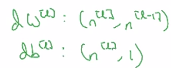 dW^[l] : (n^[l], n^[l-1])
db^[l] : (n^[l], 1)